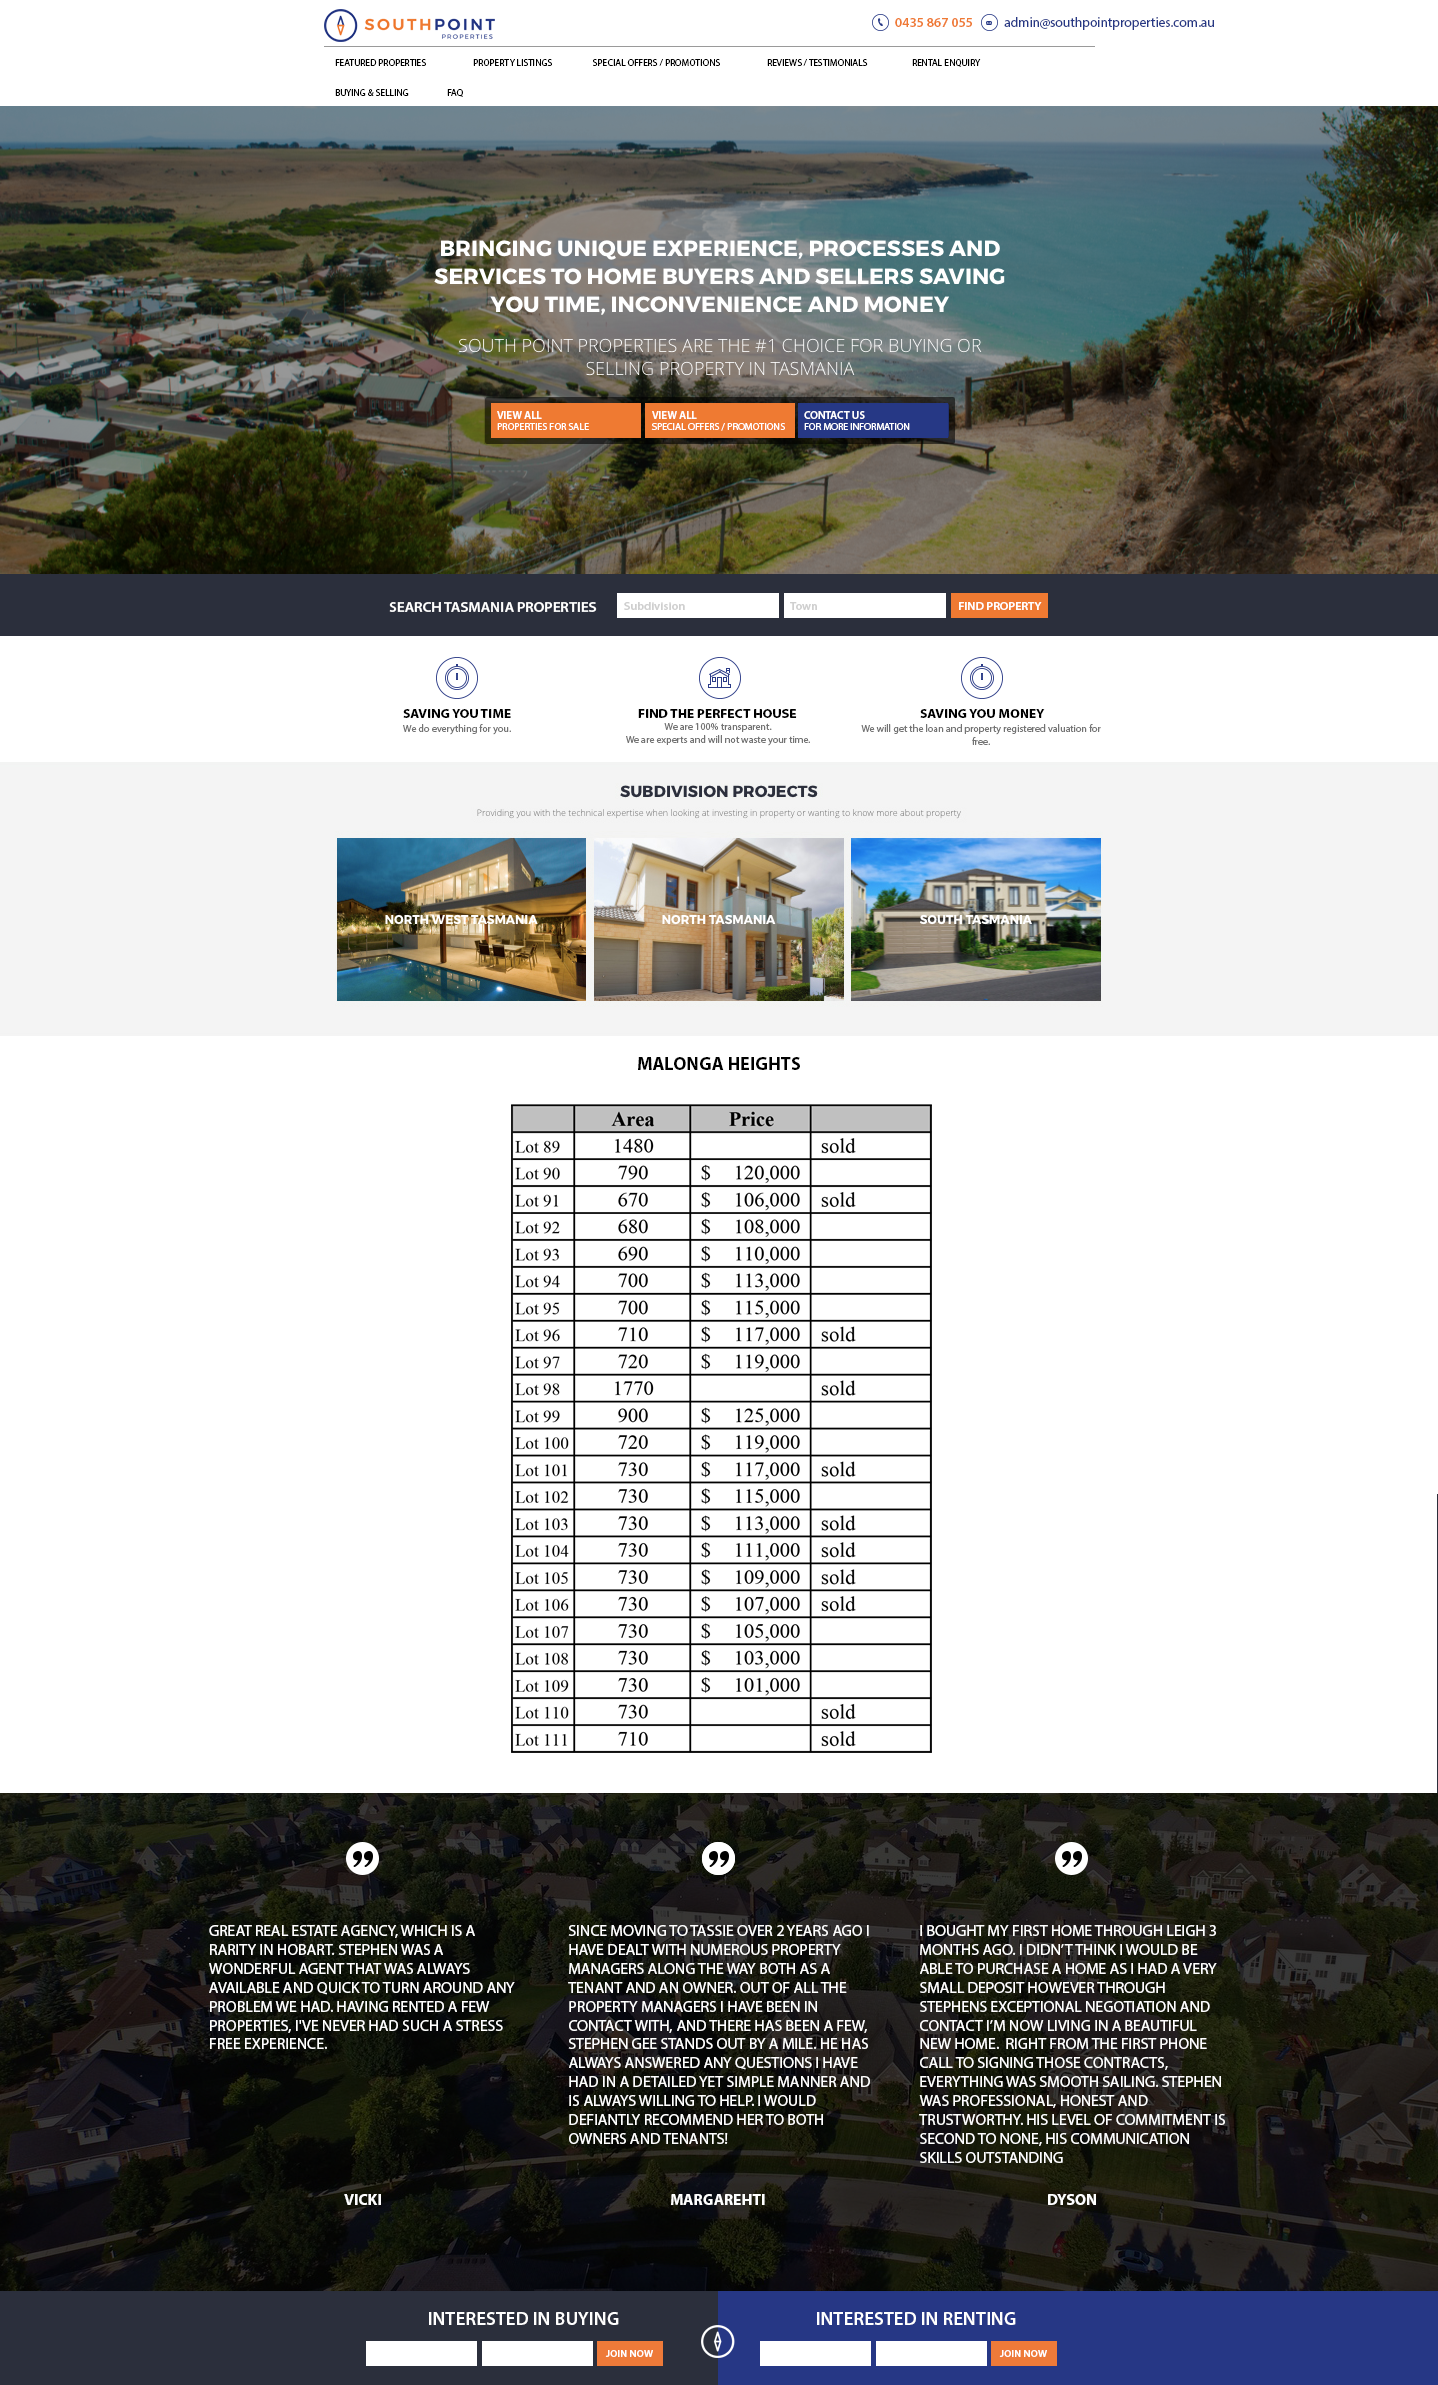 SOUTHPOINT
PROPERTIES
0435 867 055
admin@southpointproperties.com.au
FEATURED PROPERTIES
PROPERTY LISTINGS
SPECIAL OFFERS / PROMOTIONS
REVIEWS / TESTIMONIALS
RENTAL ENQUIRY
BUYING & SELLING
FAQ
BRINGING UNIQUE EXPERIENCE, PROCESSES AND
SERVICES TO HOME BUYERS AND SELLERS SAVING
YOU TIME, INCONVENIENCE AND MONEY
SOUTH POINT PROPERTIES ARE THE #1 CHOICE FOR BUYING OR
SELLING PROPERTY IN TASMANIA
VIEW ALL
PROPERTIES FOR SALE
VIEW ALL
SPECIAL OFFERS / PROMOTIONS
CONTACT US
FOR MORE INFORMATION
SEARCH TASMANIA PROPERTIES
Subdivision
Town
FIND PROPERTY
SAVING YOU TIME
We do everything for you.
FIND THE PERFECT HOUSE
We are 100% transparent.
We are experts and will not waste your time.
SAVING YOU MONEY
We will get the loan and property registered valuation for
free.
SUBDIVISION PROJECTS
Providing you with the technical expertise when looking at investing in property or wanting to know more about property
NORTH WEST TASMANIA
NORTH TASMANIA
SOUTH TASMANIA
MALONGA HEIGHTS
Area Price
Lot 89 1480 sold
Lot 90 790 $ 120,000
Lot 91 670 $ 106,000 sold
Lot 92 680 $ 108,000
Lot 93 690 $ 110,000
Lot 94 700 $ 113,000
Lot 95 700 $ 115,000
Lot 96 710 $ 117,000 sold
Lot 97 720 $ 119,000
Lot 98 1770 sold
Lot 99 900 $ 125,000
Lot 100 720 $ 119,000
Lot 101 730 $ 117,000 sold
Lot 102 730 $ 115,000
Lot 103 730 $ 113,000 sold
Lot 104 730 $ 111,000 sold
Lot 105 730 $ 109,000 sold
Lot 106 730 $ 107,000 sold
Lot 107 730 $ 105,000
Lot 108 730 $ 103,000
Lot 109 730 $ 101,000
Lot 110 730 sold
Lot 111 710 sold
GREAT REAL ESTATE AGENCY, WHICH IS A
RARITY IN HOBART. STEPHEN WAS A
WONDERFUL AGENT THAT WAS ALWAYS
AVAILABLE AND QUICK TO TURN AROUND ANY
PROBLEM WE HAD. HAVING RENTED A FEW
PROPERTIES, I'VE NEVER HAD SUCH A STRESS
FREE EXPERIENCE.
VICKI
SINCE MOVING TO TASSIE OVER 2 YEARS AGO I
HAVE DEALT WITH NUMEROUS PROPERTY
MANAGERS ALONG THE WAY BOTH AS A
TENANT AND AN OWNER. OUT OF ALL THE
PROPERTY MANAGERS I HAVE BEEN IN
CONTACT WITH, AND THERE HAS BEEN A FEW,
STEPHEN GEE STANDS OUT BY A MILE. HE HAS
ALWAYS ANSWERED ANY QUESTIONS I HAVE
HAD IN A DETAILED YET SIMPLE MANNER AND
IS ALWAYS WILLING TO HELP. I WOULD
DEFIANTLY RECOMMEND HER TO BOTH
OWNERS AND TENANTS!
MARGAREHTI
I BOUGHT MY FIRST HOME THROUGH LEIGH 3
MONTHS AGO. I DIDN'T THINK I WOULD BE
ABLE TO PURCHASE A HOME AS I HAD A VERY
SMALL DEPOSIT HOWEVER THROUGH
STEPHENS EXCEPTIONAL NEGOTIATION AND
CONTACT I'M NOW LIVING IN A BEAUTIFUL
NEW HOME. RIGHT FROM THE FIRST PHONE
CALL TO SIGNING THOSE CONTRACTS,
EVERYTHING WAS SMOOTH SAILING. STEPHEN
WAS PROFESSIONAL, HONEST AND
TRUSTWORTHY. HIS LEVEL OF COMMITMENT IS
SECOND TO NONE, HIS COMMUNICATION
SKILLS OUTSTANDING
DYSON
INTERESTED IN BUYING
JOIN NOW
INTERESTED IN RENTING
JOIN NOW